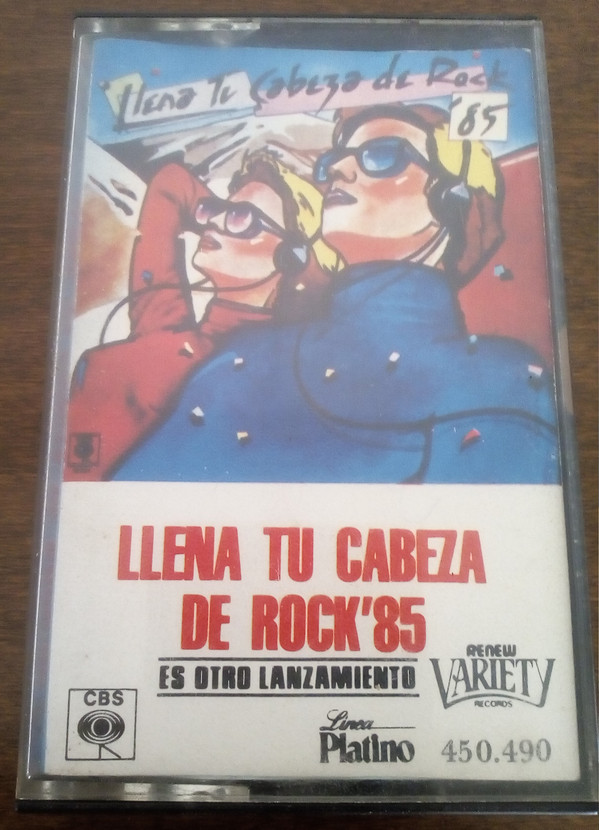 Llena Tu Cabeza de Rock
'85
LLENA TU CABEZA
DE ROCK'85
ES OTRO LANZAMIENTO
RENEW
VARIETY
RECORDS
CBS
Linea
Platino
450.490